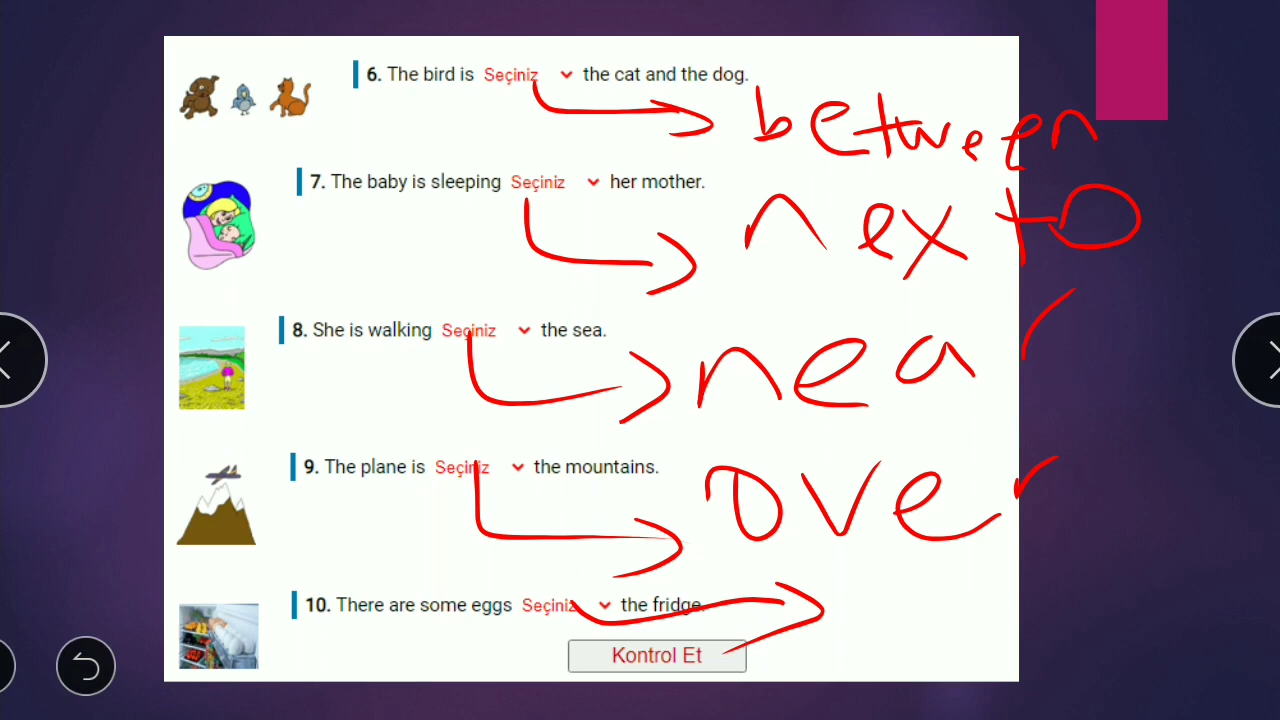 6. The bird is Seçiniz the cat and the dog.
between
7. The baby is sleeping Seçiniz her mother.
next to
8. She is walking Seçiniz the sea.
near
9. The plane is Seçiniz the mountains.
over
10. There are some eggs Seçiniz the fridge.
Kontrol Et